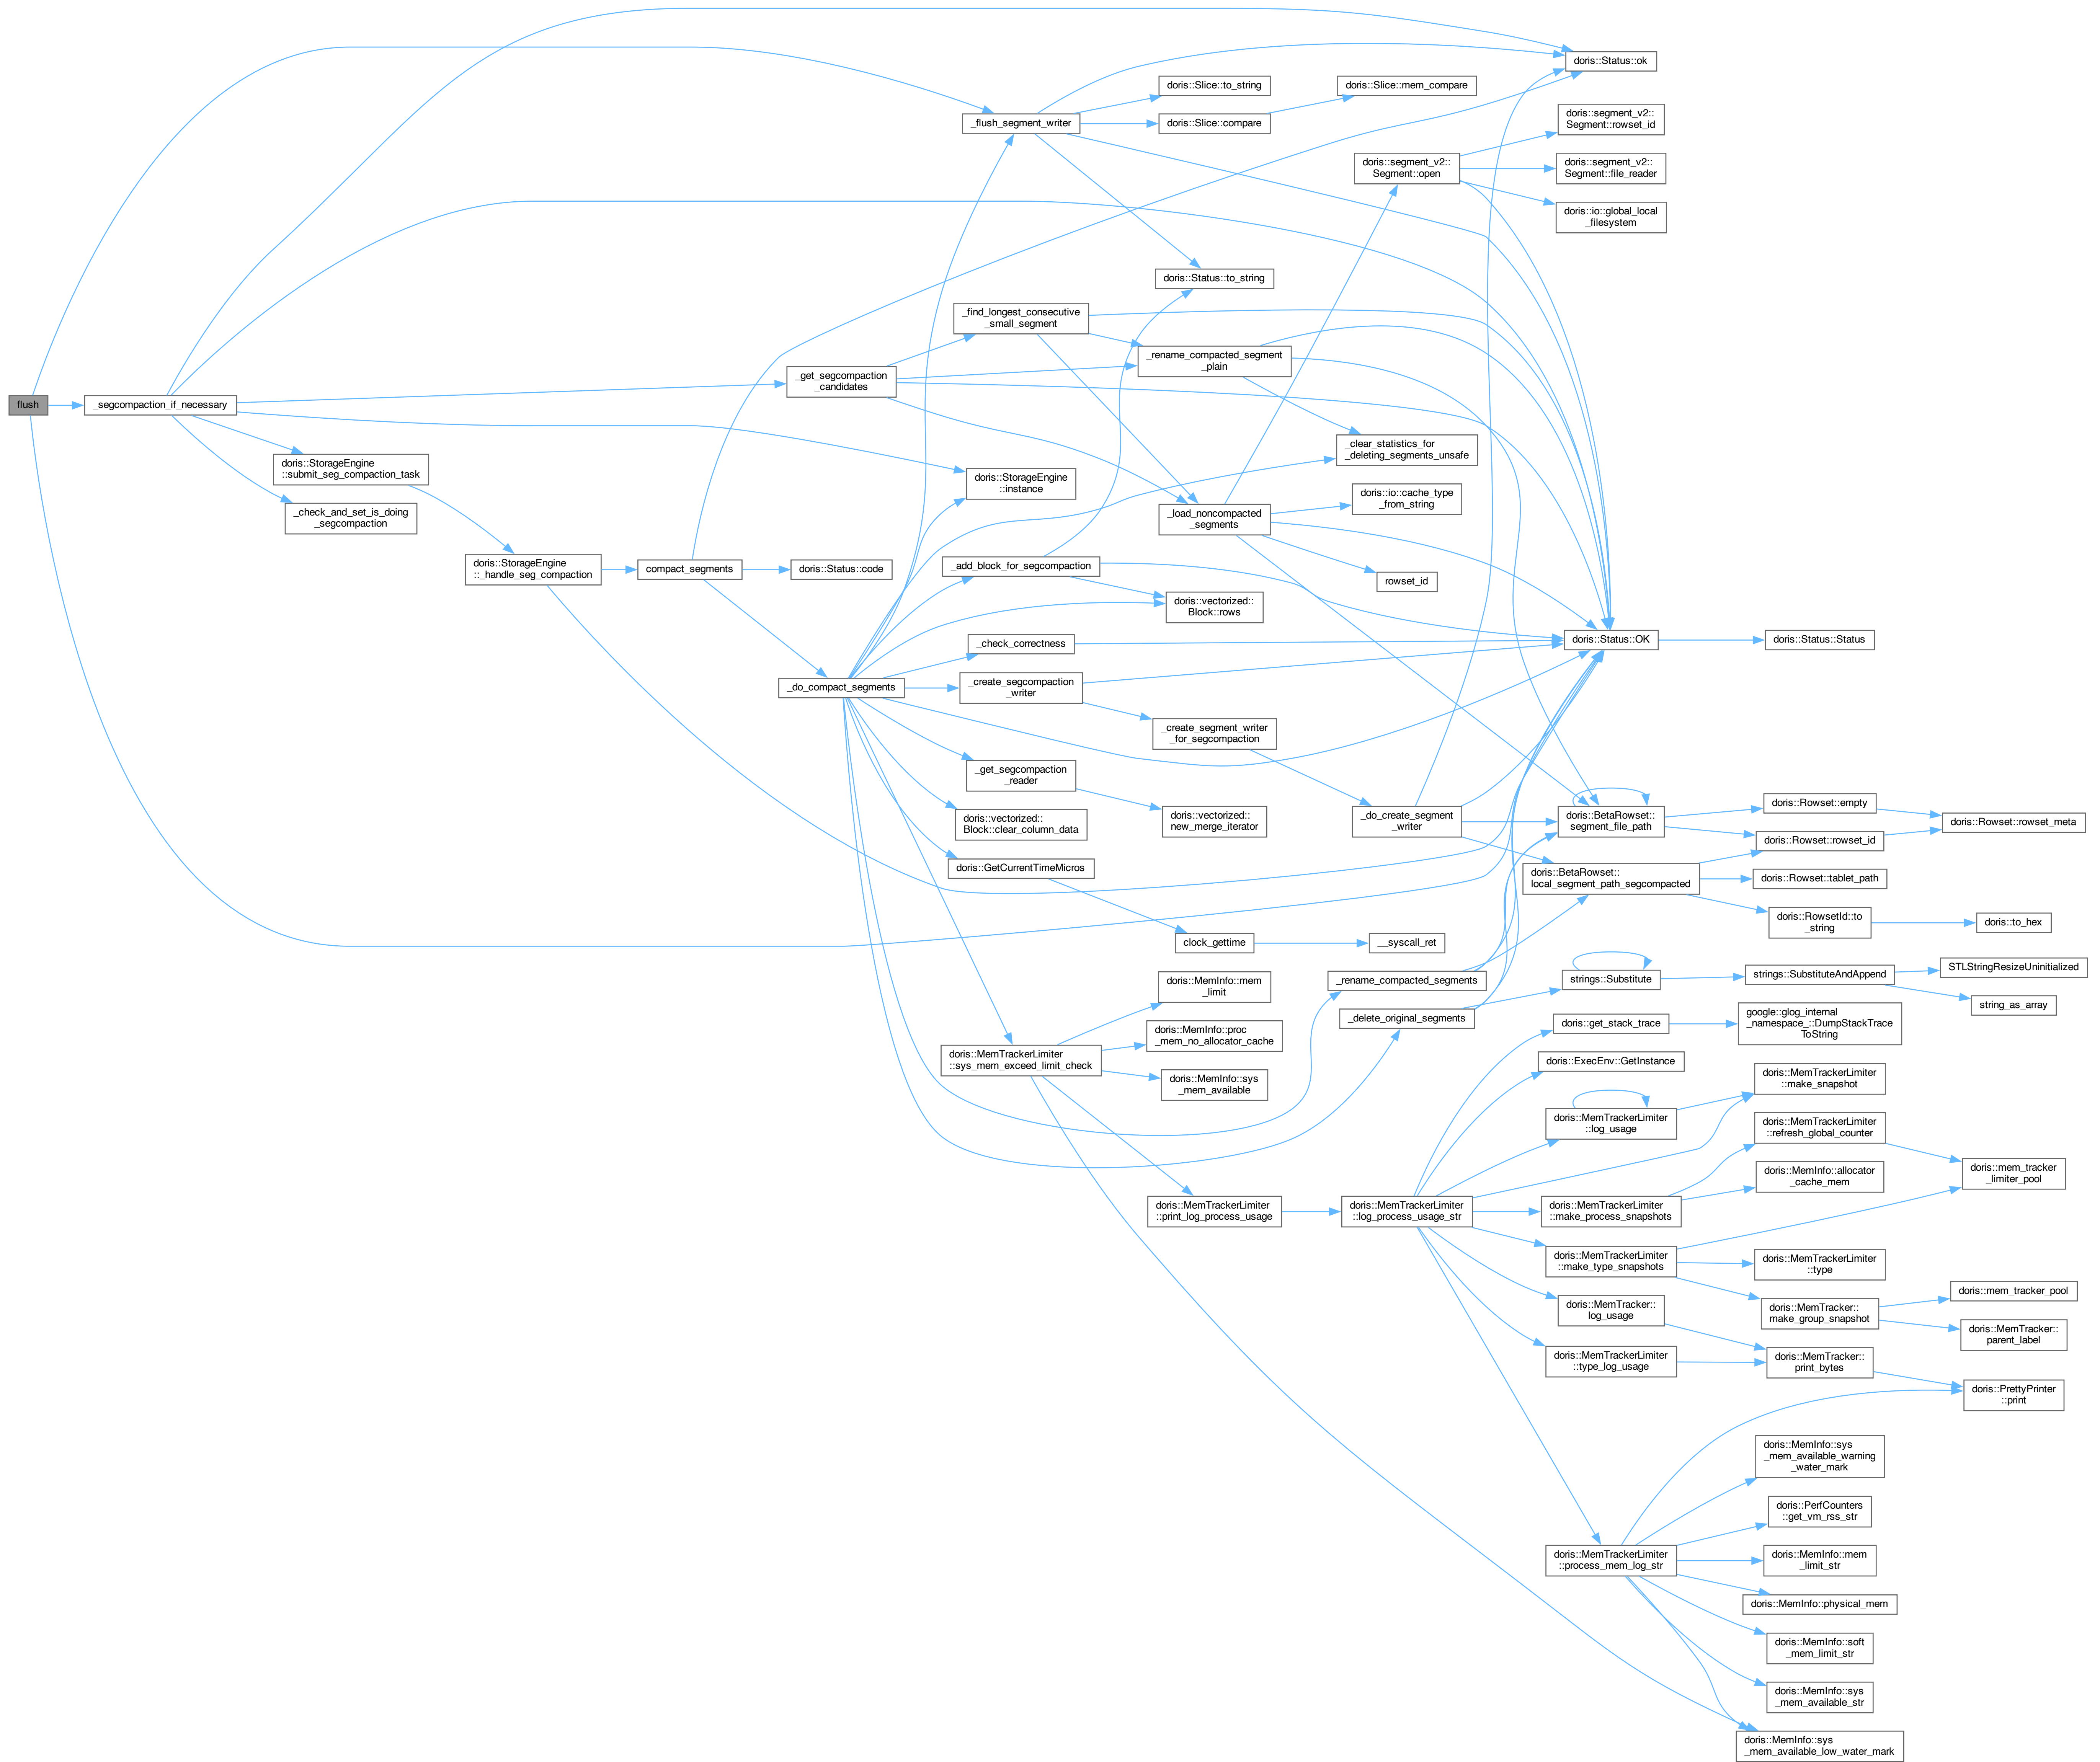 flush
_segcompaction_if_necessary
doris::StorageEngine
::submit_seg_compaction_task
_check_and_set_is_doing
_segcompaction
doris::StorageEngine
::_handle_seg_compaction
compact_segments
_get_segcompaction
_candidates
doris::Status::code
_do_compact_segments
_flush_segment_writer
_find_longest_consecutive
_small_segment
doris::StorageEngine
::instance
_add_block_for_segcompaction
_check_correctness
_create_segcompaction
_writer
_get_segcompaction
_reader
doris::vectorized::
Block::clear_column_data
doris::GetCurrentTimeMicros
doris::MemTrackerLimiter
::sys_mem_exceed_limit_check
doris::Slice::to_string
doris::Slice::compare
doris::Status::to_string
_rename_compacted_segment
_plain
_load_noncompacted
_segments
doris::vectorized::
Block::rows
_create_segment_writer
_for_segcompaction
doris::vectorized::
new_merge_iterator
clock_gettime
doris::MemInfo::mem
_limit
doris::MemInfo::proc
_mem_no_allocator_cache
doris::MemInfo::sys
_mem_available
doris::MemTrackerLimiter
::print_log_process_usage
doris::Slice::mem_compare
doris::segment_v2::
Segment::open
_clear_statistics_for
_deleting_segments_unsafe
doris::io::cache_type
_from_string
rowset_id
_do_create_segment
_writer
__syscall_ret
_rename_compacted_segments
_delete_original_segments
doris::MemTrackerLimiter
::log_process_usage_str
doris::Status::ok
doris::segment_v2::
Segment::rowset_id
doris::segment_v2::
Segment::file_reader
doris::io::global_local
_filesystem
doris::Status::OK
doris::BetaRowset::
segment_file_path
doris::BetaRowset::
local_segment_path_segcompacted
strings::Substitute
doris::get_stack_trace
doris::ExecEnv::GetInstance
doris::MemTrackerLimiter
::log_usage
doris::MemTrackerLimiter
::make_process_snapshots
doris::MemTrackerLimiter
::make_type_snapshots
doris::MemTracker::
log_usage
doris::MemTrackerLimiter
::type_log_usage
doris::MemTrackerLimiter
::process_mem_log_str
doris::Status::Status
doris::Rowset::empty
doris::Rowset::rowset_id
doris::Rowset::tablet_path
doris::RowsetId::to
_string
strings::SubstituteAndAppend
google::glog_internal
_namespace_::DumpStackTrace
ToString
doris::MemTrackerLimiter
::make_snapshot
doris::MemTrackerLimiter
::refresh_global_counter
doris::MemInfo::allocator
_cache_mem
doris::MemTrackerLimiter
::type
doris::MemTracker::
make_group_snapshot
doris::MemTracker::
print_bytes
doris::MemInfo::sys
_mem_available_warning
_water_mark
doris::PerfCounters
::get_vm_rss_str
doris::MemInfo::mem
_limit_str
doris::MemInfo::physical_mem
doris::MemInfo::soft
_mem_limit_str
doris::MemInfo::sys
_mem_available_str
doris::MemInfo::sys
_mem_available_low_water_mark
doris::Rowset::rowset_meta
doris::to_hex
STLStringResizeUninitialized
string_as_array
doris::mem_tracker
_limiter_pool
doris::mem_tracker_pool
doris::MemTracker::
parent_label
doris::PrettyPrinter
::print